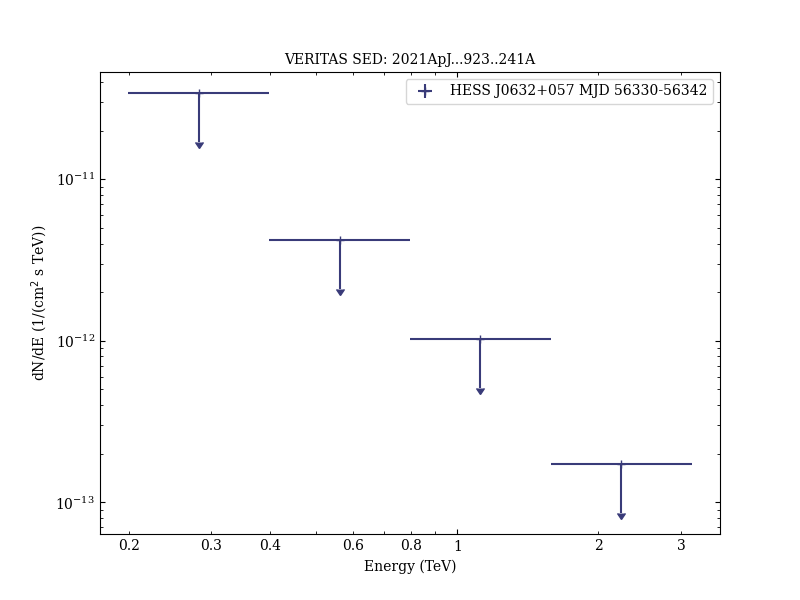 VERITAS SED: 2021ApJ...923..241A
HESS J0632+057 MJD 56330-56342
dN/dE (1/(cm² s TeV))
10⁻¹¹
10⁻¹²
10⁻¹³
0.2 0.3 0.4 0.6 0.8 1 2 3
Energy (TeV)